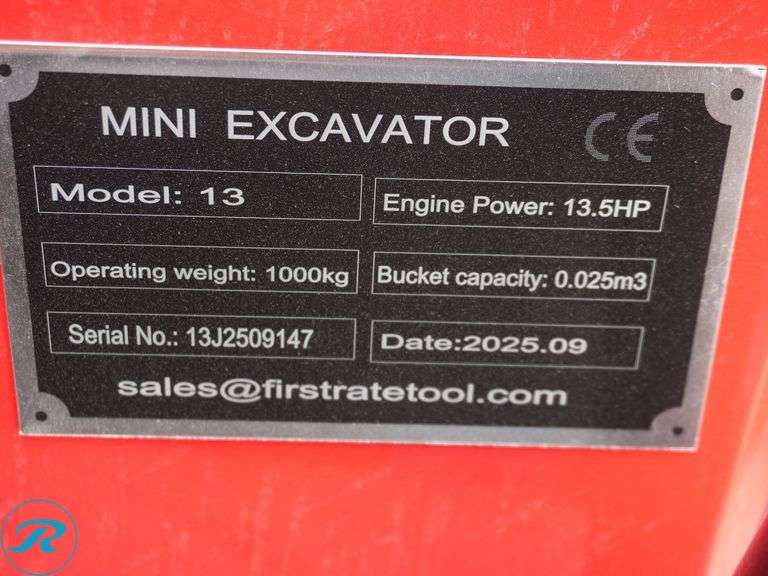 MINI EXCAVATOR CE
Model: 13
Engine Power: 13.5HP
Operating weight: 1000kg
Bucket capacity: 0.025m3
Serial No.: 13J2509147
Date:2025.09
sales@firstratetool.com
R